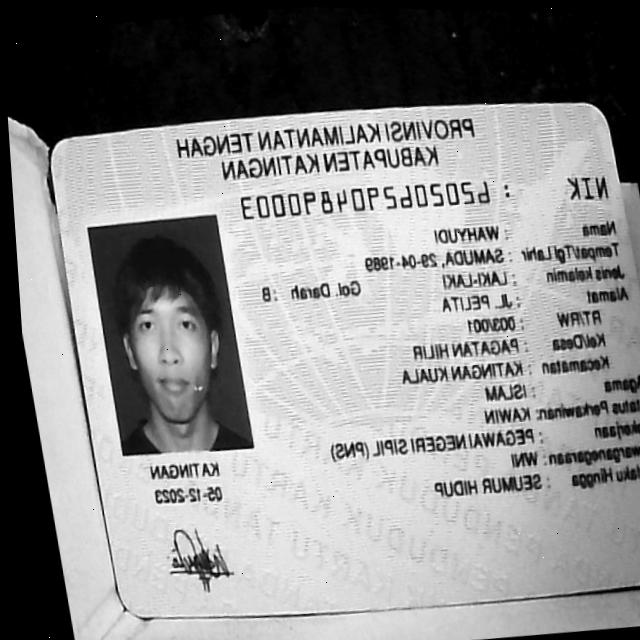 PROVINSI KALIMANTAN TENGAH
KABUPATEN KATINGAN
NIK : 6202062904890003
Nama : WAHYUDI
Tempat/Tgl Lahir : SAMUDA, 29-04-1989
Jenis kelamin : LAKI-LAKI Gol. Darah : B
Alamat : JL. PELITA
RT/RW : 003/001
Kel/Desa : PAGATAN HILIR
Kecamatan : KATINGAN KUALA
Agama : ISLAM
Status Perkawinan: KAWIN
Pekerjaan : PEGAWAI NEGERI SIPIL (PNS)
Kewarganegaraan: WNI
Berlaku Hingga : SEUMUR HIDUP
KATINGAN
05-12-2023